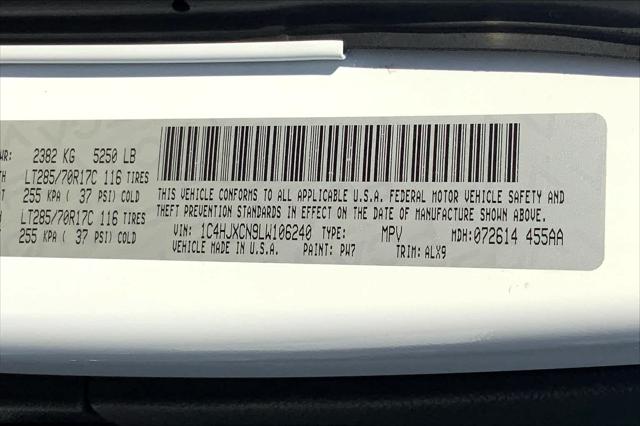 WR: 2382 KG 5250 LB
TH LT285/70R17C 116 TIRES
AT 255 KPA ( 37 PSI) COLD
TH LT285/70R17C 116 TIRES
255 KPA ( 37 PSI) COLD
THIS VEHICLE CONFORMS TO ALL APPLICABLE U.S.A. FEDERAL MOTOR VEHICLE SAFETY AND
THEFT PREVENTION STANDARDS IN EFFECT ON THE DATE OF MANUFACTURE SHOWN ABOVE.
VIN: 1C4HJXCN9LW106240 TYPE: MPV MDH: 072614 455AA
VEHICLE MADE IN U.S.A. PAINT: PW7 TRIM: ALX9